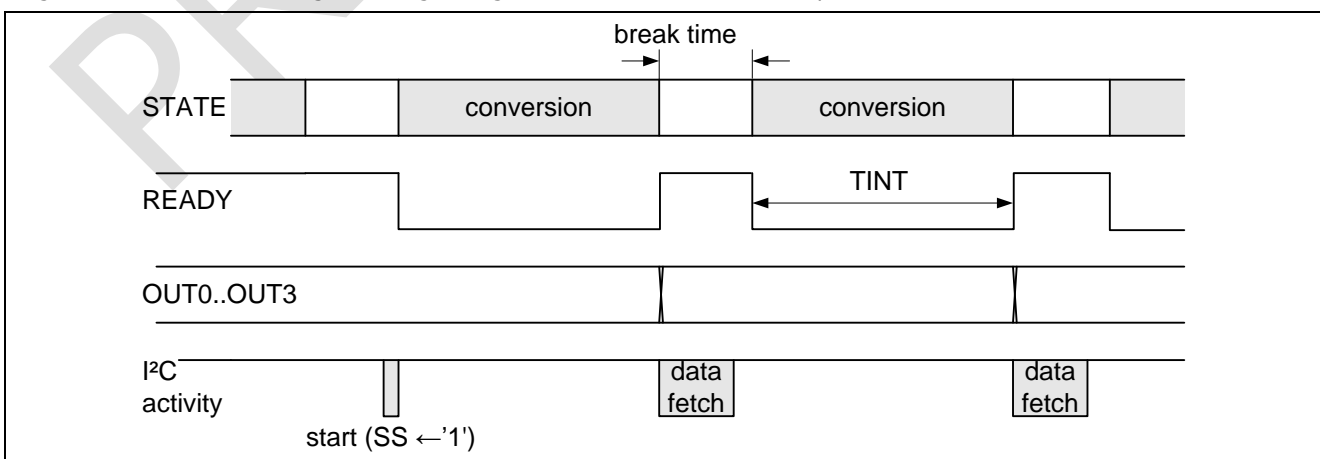 break time
STATE
conversion
conversion
READY
TINT
OUT0..OUT3
I²C
activity
data
fetch
data
fetch
start (SS ←'1')